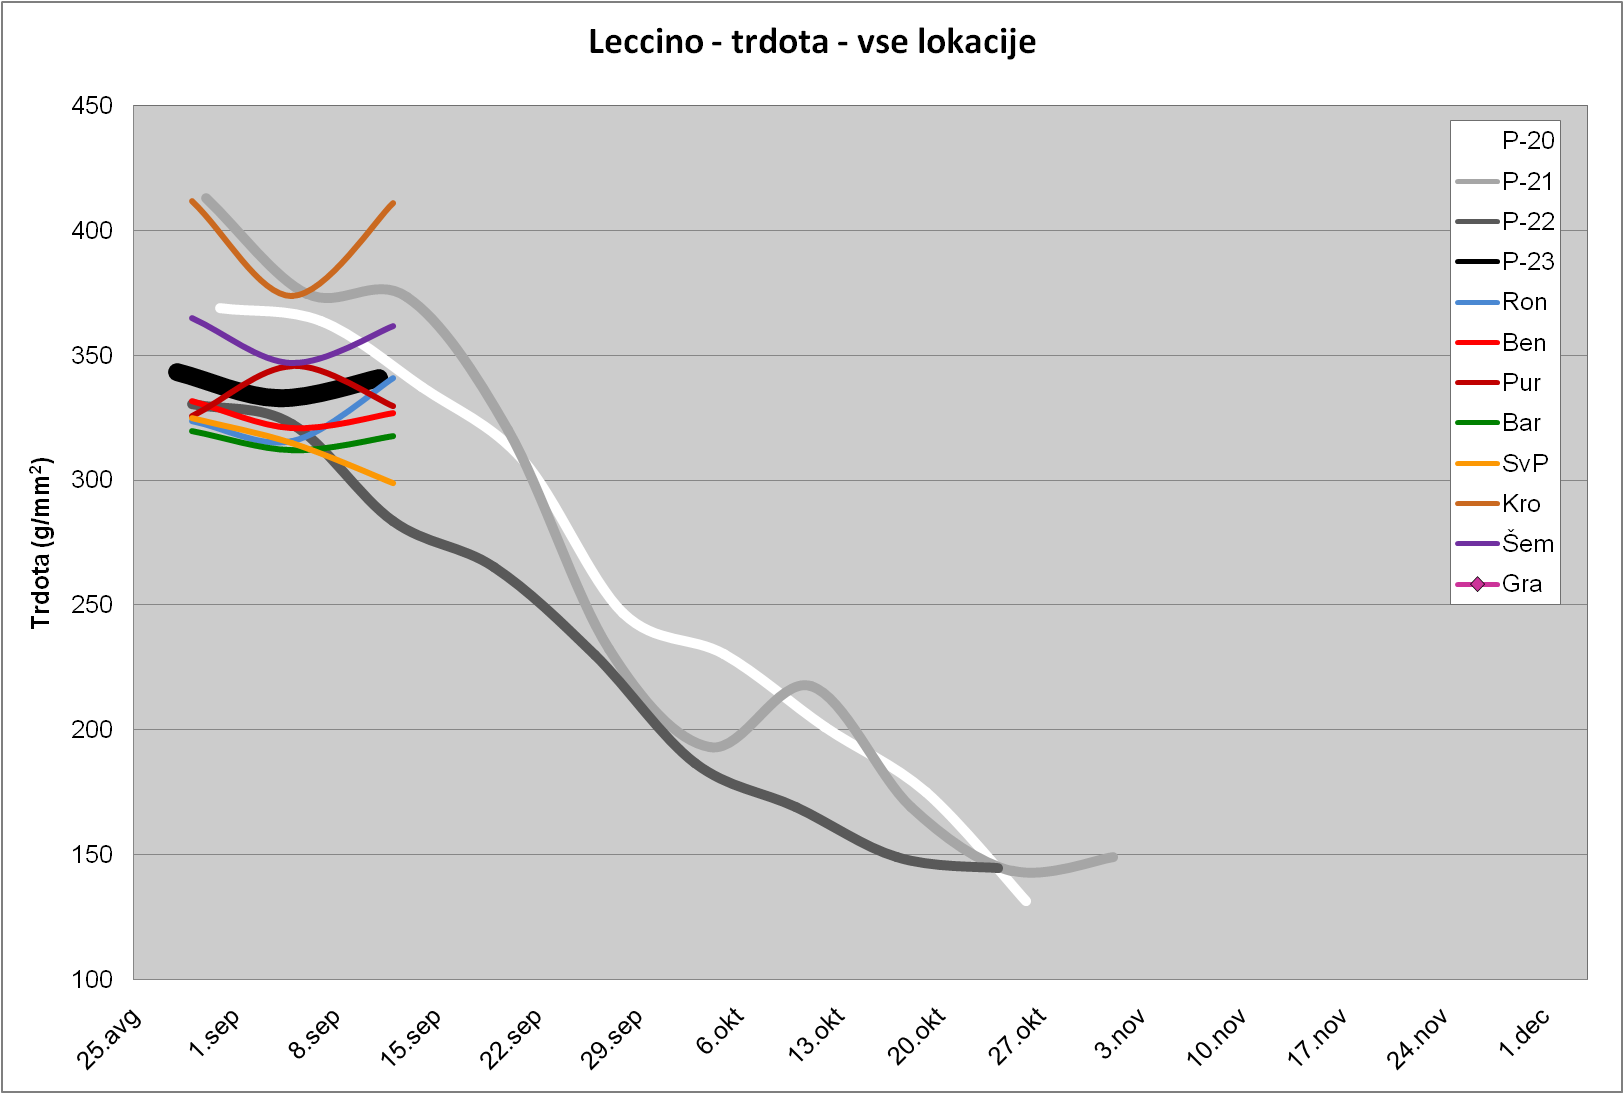 Leccino - trdota - vse lokacije
Trdota (g/mm²)
450
400
350
300
250
200
150
100
25.avg
1.sep
8.sep
15.sep
22.sep
29.sep
6.okt
13.okt
20.okt
27.okt
3.nov
10.nov
17.nov
24.nov
1.dec
P-20
P-21
P-22
P-23
Ron
Ben
Pur
Bar
SvP
Kro
Šem
Gra